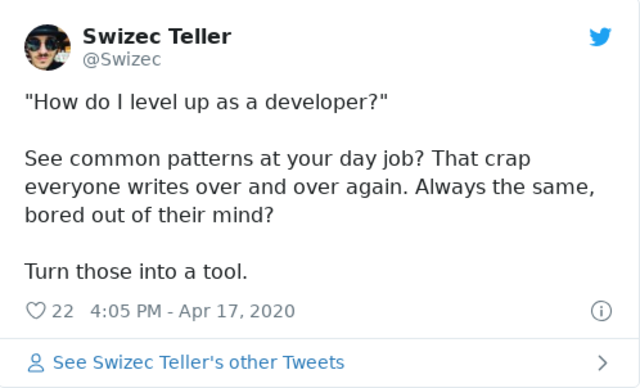 Swizec Teller
@Swizec
"How do I level up as a developer?"
See common patterns at your day job? That crap
everyone writes over and over again. Always the same,
bored out of their mind?
Turn those into a tool.
22 4:05 PM - Apr 17, 2020
See Swizec Teller's other Tweets